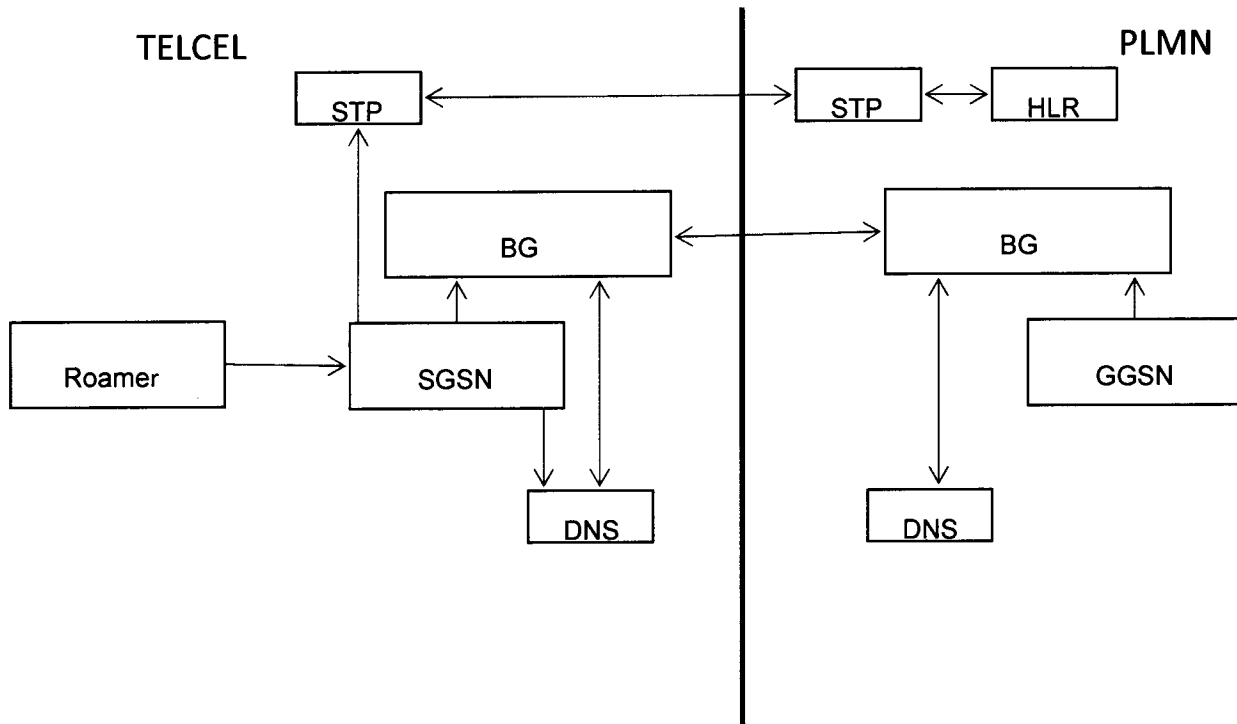 TELCEL
PLMN
STP
STP
HLR
BG
BG
Roamer
SGSN
GGSN
DNS
DNS